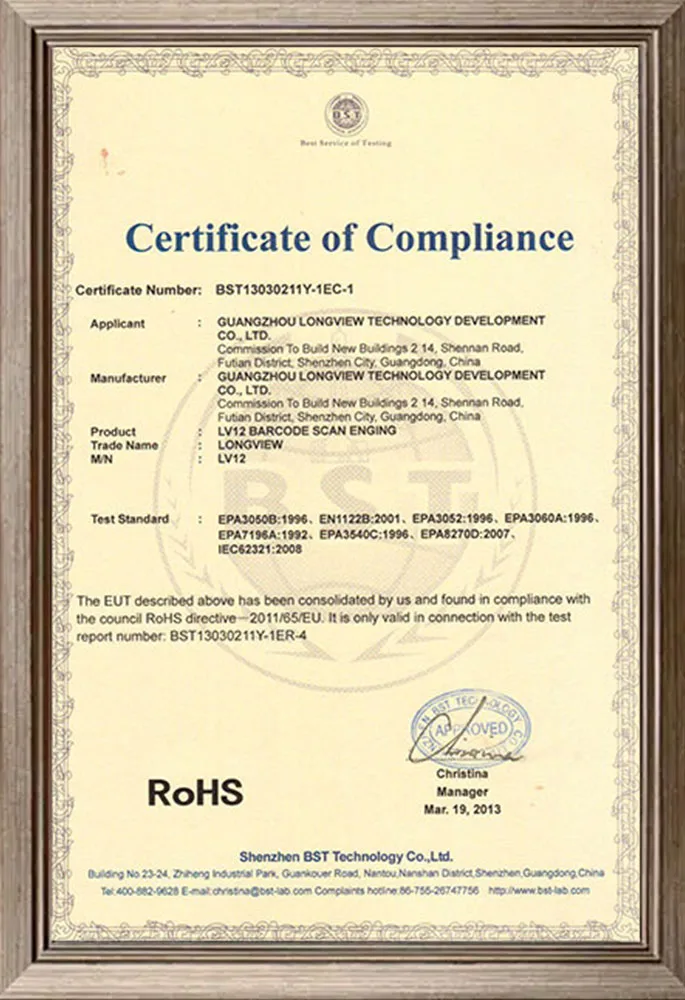 BST
Best Service of Testing
Certificate of Compliance
Certificate Number: BST13030211Y-1EC-1
Applicant : GUANGZHOU LONGVIEW TECHNOLOGY DEVELOPMENT
CO., LTD.
Commission To Build New Buildings 2 14, Shennan Road,
Futian District, Shenzhen City, Guangdong, China
Manufacturer : GUANGZHOU LONGVIEW TECHNOLOGY DEVELOPMENT
CO., LTD.
Commission To Build New Buildings 2 14, Shennan Road,
Futian District, Shenzhen City, Guangdong, China
Product : LV12 BARCODE SCAN ENGING
Trade Name : LONGVIEW
M/N : LV12
BST
Test Standard : EPA3050B:1996、EN1122B:2001、EPA3052:1996、EPA3060A:1996、
EPA7196A:1992、EPA3540C:1996、EPA8270D:2007、
IEC62321:2008
The EUT described above has been consolidated by us and found in compliance with
the council RoHS directive—2011/65/EU. It is only valid in connection with the test
report number: BST13030211Y-1ER-4
BST TECHNOLOGY CO
APPROVED
Christina
Manager
Mar. 19, 2013
RoHS
Shenzhen BST Technology Co.,Ltd.
Building No 23-24, Zhiheng Industrial Park, Guankouer Road, Nantou,Nanshan District,Shenzhen,Guangdong,China
Tel:400-882-9628 E-mail:christina@bst-lab.com Complaints hotline:86-755-26747756 http://www.bst-lab.com